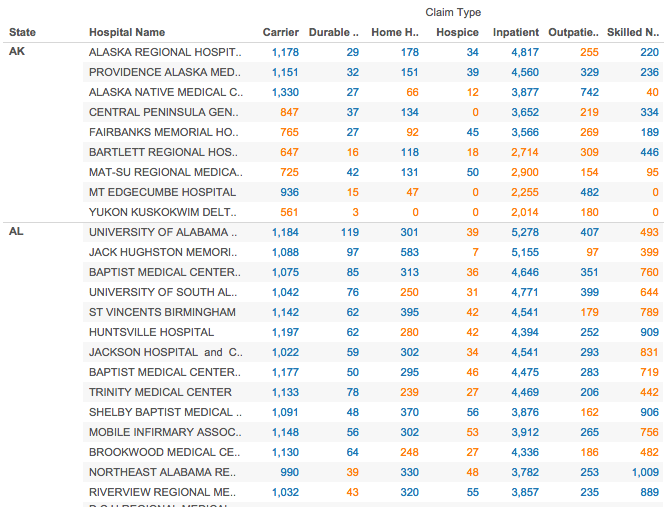 Claim Type
State Hospital Name Carrier Durable .. Home H.. Hospice Inpatient Outpatie.. Skilled N..
AK ALASKA REGIONAL HOSPIT.. 1,178 29 178 34 4,817 255 220
PROVIDENCE ALASKA MED.. 1,151 32 151 39 4,560 329 236
ALASKA NATIVE MEDICAL C.. 1,330 27 66 12 3,877 742 40
CENTRAL PENINSULA GEN.. 847 37 134 0 3,652 219 334
FAIRBANKS MEMORIAL HO.. 765 27 92 45 3,566 269 189
BARTLETT REGIONAL HOS.. 647 16 118 18 2,714 309 446
MAT-SU REGIONAL MEDICA.. 725 42 131 50 2,900 154 95
MT EDGECUMBE HOSPITAL 936 15 47 0 2,255 482 0
YUKON KUSKOKWIM DELT.. 561 3 0 0 2,014 180 0
AL UNIVERSITY OF ALABAMA .. 1,184 119 301 39 5,278 407 493
JACK HUGHSTON MEMORI.. 1,088 97 583 7 5,155 97 399
BAPTIST MEDICAL CENTER.. 1,075 85 313 36 4,646 351 760
UNIVERSITY OF SOUTH AL.. 1,042 76 250 31 4,771 399 644
ST VINCENTS BIRMINGHAM 1,142 62 395 42 4,541 179 789
HUNTSVILLE HOSPITAL 1,197 62 280 42 4,394 252 909
JACKSON HOSPITAL and C.. 1,022 59 302 34 4,541 293 831
BAPTIST MEDICAL CENTER.. 1,177 50 295 46 4,475 283 719
TRINITY MEDICAL CENTER 1,133 78 239 27 4,469 206 442
SHELBY BAPTIST MEDICAL .. 1,091 48 370 56 3,876 162 906
MOBILE INFIRMARY ASSOC.. 1,148 56 302 53 3,912 265 756
BROOKWOOD MEDICAL CE.. 1,130 64 248 27 4,336 186 482
NORTHEAST ALABAMA RE.. 990 39 330 48 3,782 253 1,009
RIVERVIEW REGIONAL ME.. 1,032 43 320 55 3,857 235 889